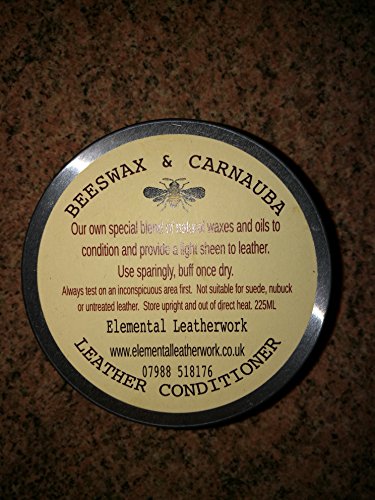 BEESWAX & CARNAUBA
Our own special blend of natural waxes and oils to
condition and provide a light sheen to leather.
Use sparingly, buff once dry.
Always test on an inconspicuous area first. Not suitable for suede, nubuck
or untreated leather. Store upright and out of direct heat. 225ML
Elemental Leatherwork
www.elementalleatherwork.co.uk
07988 518176
LEATHER CONDITIONER